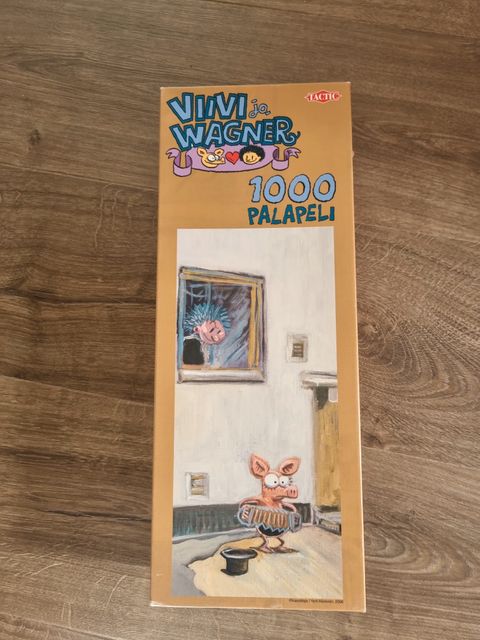 VIIVI ja
WAGNER
TACTIC
1000
PALAPELI